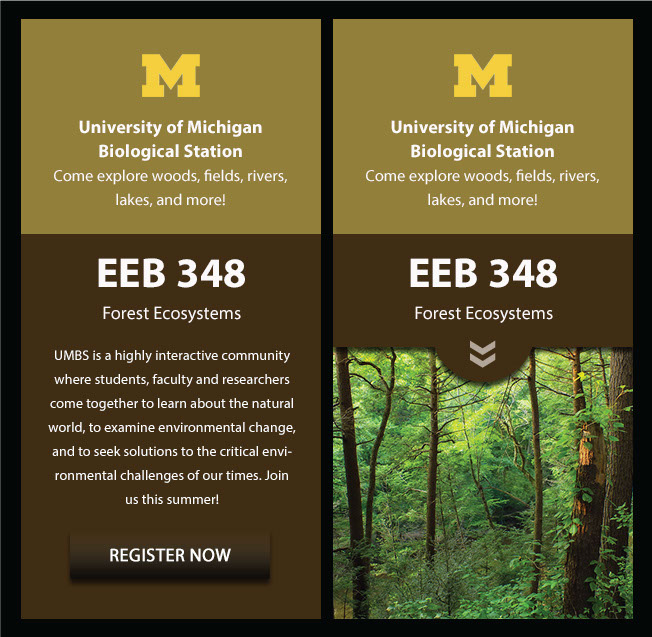 M
University of Michigan
Biological Station
Come explore woods, fields, rivers,
lakes, and more!
EEB 348
Forest Ecosystems
UMBS is a highly interactive community
where students, faculty and researchers
come together to learn about the natural
world, to examine environmental change,
and to seek solutions to the critical envi-
ronmental challenges of our times. Join
us this summer!
REGISTER NOW
M
University of Michigan
Biological Station
Come explore woods, fields, rivers,
lakes, and more!
EEB 348
Forest Ecosystems